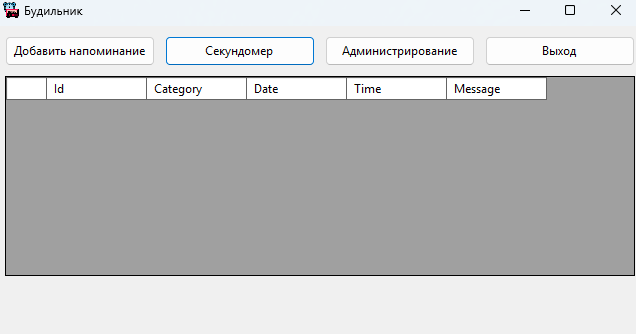 Будильник
Добавить напоминание Секундомер Администрирование Выход
Id Category Date Time Message